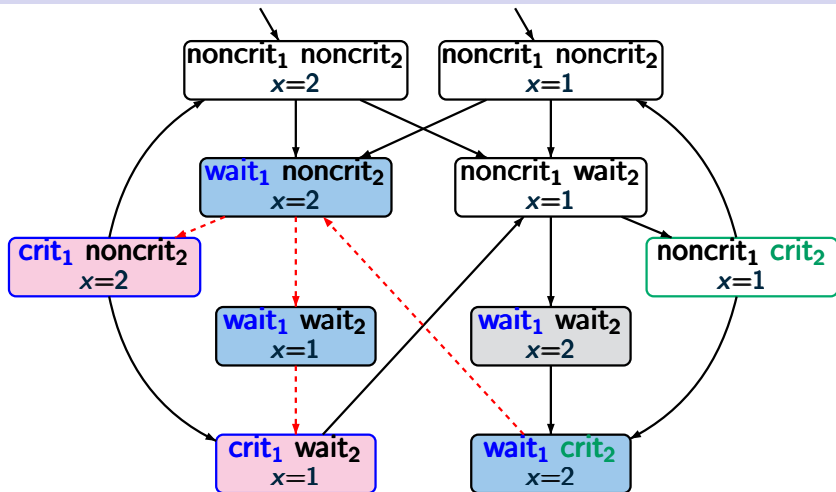 noncrit₁ noncrit₂
x=2
noncrit₁ noncrit₂
x=1
wait₁ noncrit₂
x=2
noncrit₁ wait₂
x=1
crit₁ noncrit₂
x=2
noncrit₁ crit₂
x=1
wait₁ wait₂
x=1
wait₁ wait₂
x=2
crit₁ wait₂
x=1
wait₁ crit₂
x=2